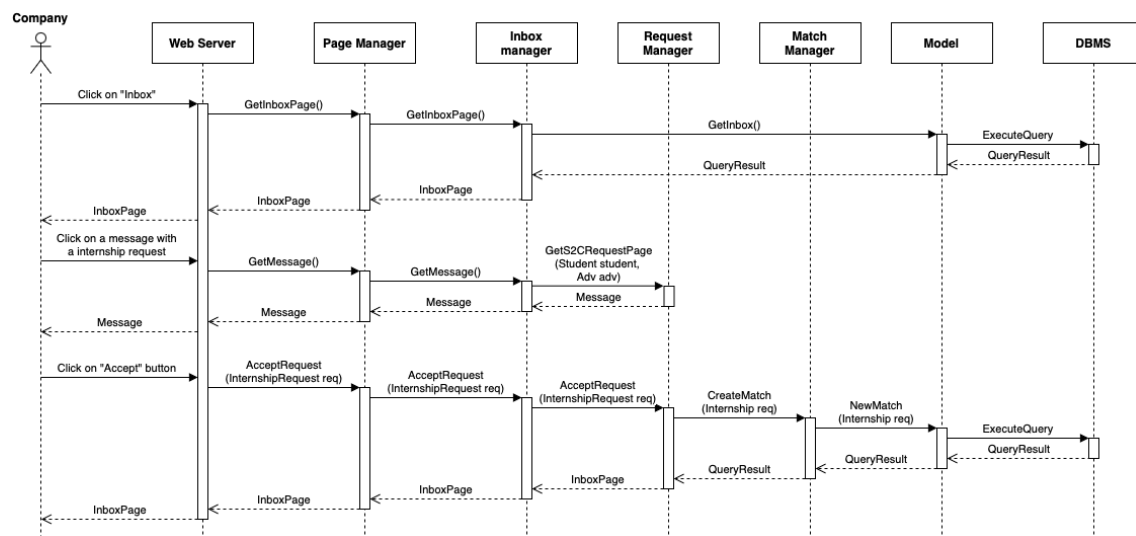 Company
Web Server
Page Manager
Inbox
manager
Request
Manager
Match
Manager
Model
DBMS
Click on "Inbox"
GetInboxPage()
GetInboxPage()
GetInbox()
ExecuteQuery
QueryResult
QueryResult
InboxPage
InboxPage
InboxPage
Click on a message with
a internship request
GetMessage()
GetMessage()
GetS2CRequestPage
(Student student,
Adv adv)
Message
Message
Message
Message
Click on "Accept" button
AcceptRequest
(InternshipRequest req)
AcceptRequest
(InternshipRequest req)
AcceptRequest
(InternshipRequest req)
CreateMatch
(Internship req)
NewMatch
(Internship req)
ExecuteQuery
QueryResult
QueryResult
QueryResult
InboxPage
InboxPage
InboxPage
InboxPage